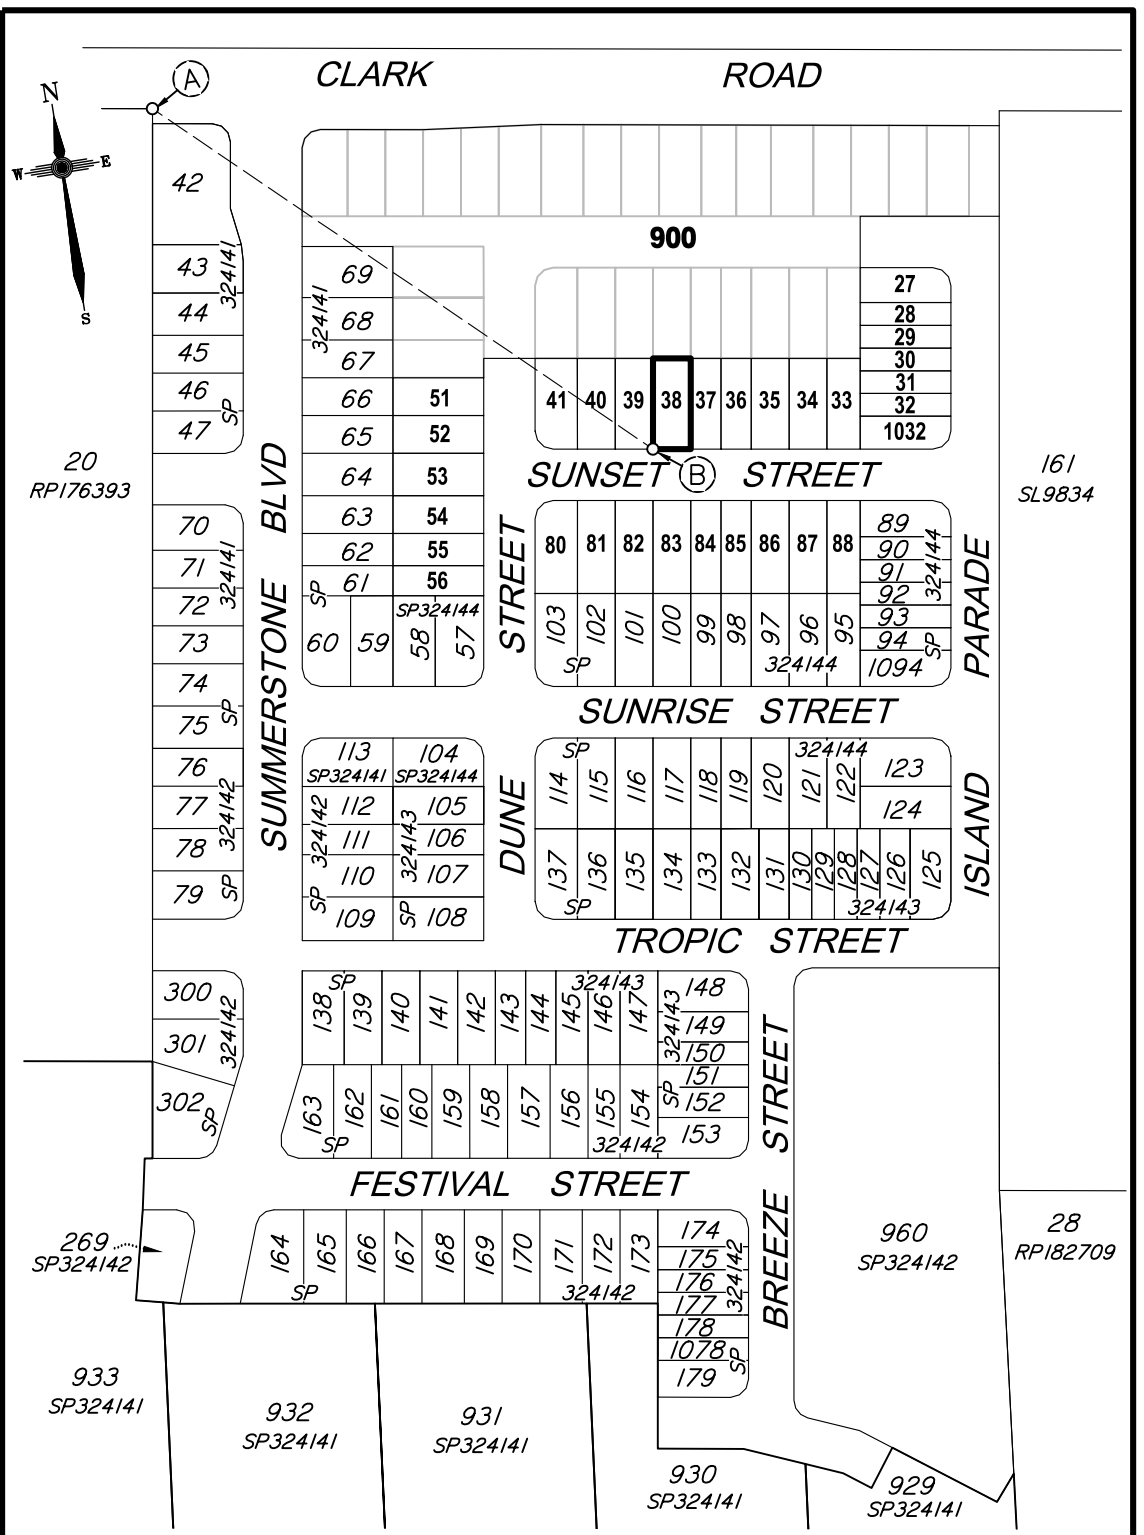 CLARK ROAD
A
N
W E
S
900
42
43
44
45
46
47
324141
SP
20
RP176393
SUMMERSTONE BLVD
69
68
67
66
65
64
63
62
61
324141
SP
60
59
51
52
53
54
55
56
SP324144
58
57
41 40 39 38 37 36 35 34 33
27
28
29
30
31
32
1032
SUNSET STREET
B
161
SL9834
DUNE STREET
80 81 82 83 84 85 86 87 88
103 102 101 100 99 98 97 96 95
SP 324144
89
90
91
92
93
94
1094
324144
SP
ISLAND PARADE
70
71
72
73
74
75
76
77
78
79
324141
SP
324142
SP
SUNRISE STREET
113
SP324141
112
111
110
109
324142
SP
104
SP324144
105
106
107
108
324143
SP
SP 324144
114 115 116 117 118 119 120 121 122
123
124
137 136 135 134 133 132 131 130 129 128 127 126 125
SP 324143
TROPIC STREET
300
301
302
324142
SP
SP 324143
138 139 140 141 142 143 144 145 146 147
148
149
150
151
152
153
324143
SP
163 162 161 160 159 158 157 156 155 154
SP 324142
BREEZE STREET
FESTIVAL STREET
269
SP324142
164 165 166 167 168 169 170 171 172 173
SP 324142
174
175
176
177
178
1078
179
324142
SP
960
SP324142
28
RP182709
933
SP324141
932
SP324141
931
SP324141
930
SP324141
929
SP324141